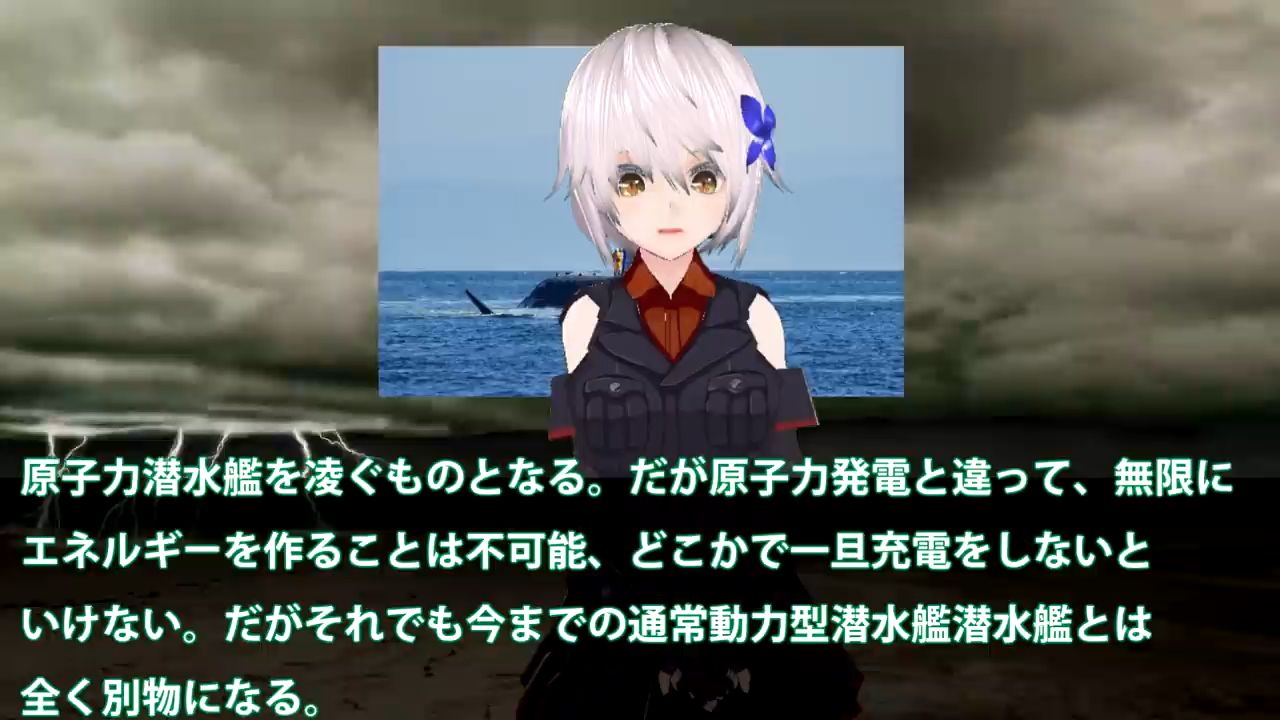 原子力潜水艦を凌ぐものとなる。だが原子力発電と違って、無限に
エネルギーを作ることは不可能、どこかで一旦充電をしないと
いけない。だがそれでも今までの通常動力型潜水艦潜水艦とは
全く別物になる。